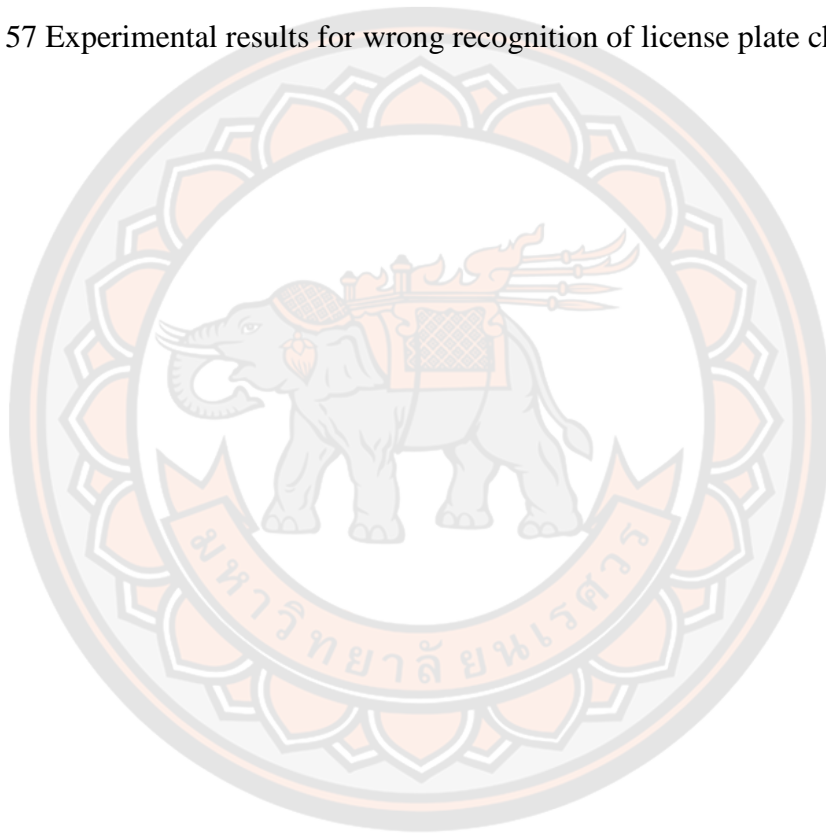 57 Experimental results for wrong recognition of license plate
มหาวิทยาลัยนเรศวร